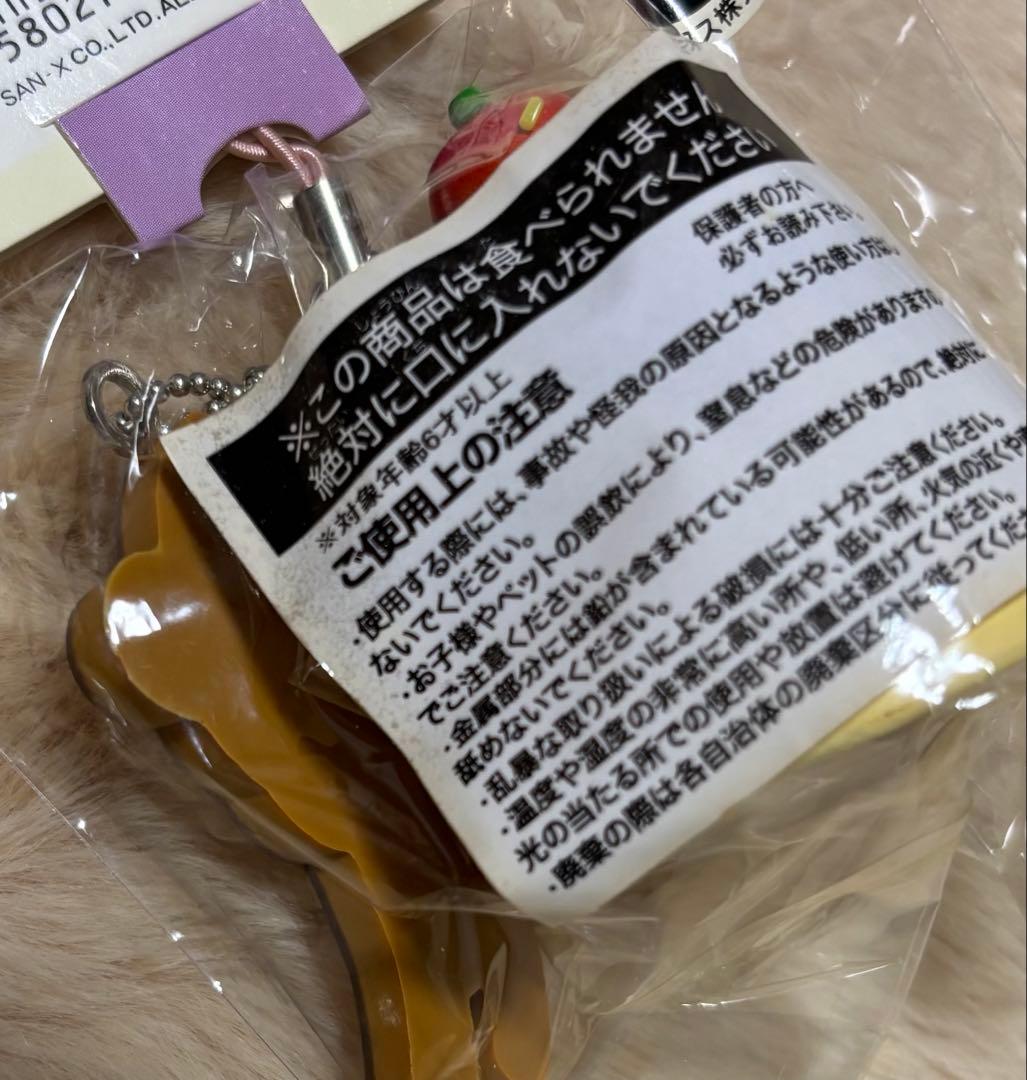 5802
SAN-X CO.,LTD. AL
ス株
※この商品は食べられません
しょうひん
絶対に口に入れないでください
※対象年齢6才以上
保護者の方へ
必ずお読み下さい。
ご使用上の注意
・使用する際には、事故や怪我の原因となるような使い方は
ないでください。
・お子様やペットの誤飲により、窒息などの危険があります
でご注意ください。
・金属部分には鉛が含まれている可能性があるので、絶対に
舐めないでください。
・乱暴な取り扱いによる破損には十分ご注意ください。
・温度や湿度の非常に高い所や、低い所、火気の近くや
光の当たる所での使用や放置は避けてください。
・廃棄の際は各自治体の廃棄区分に従ってくだ